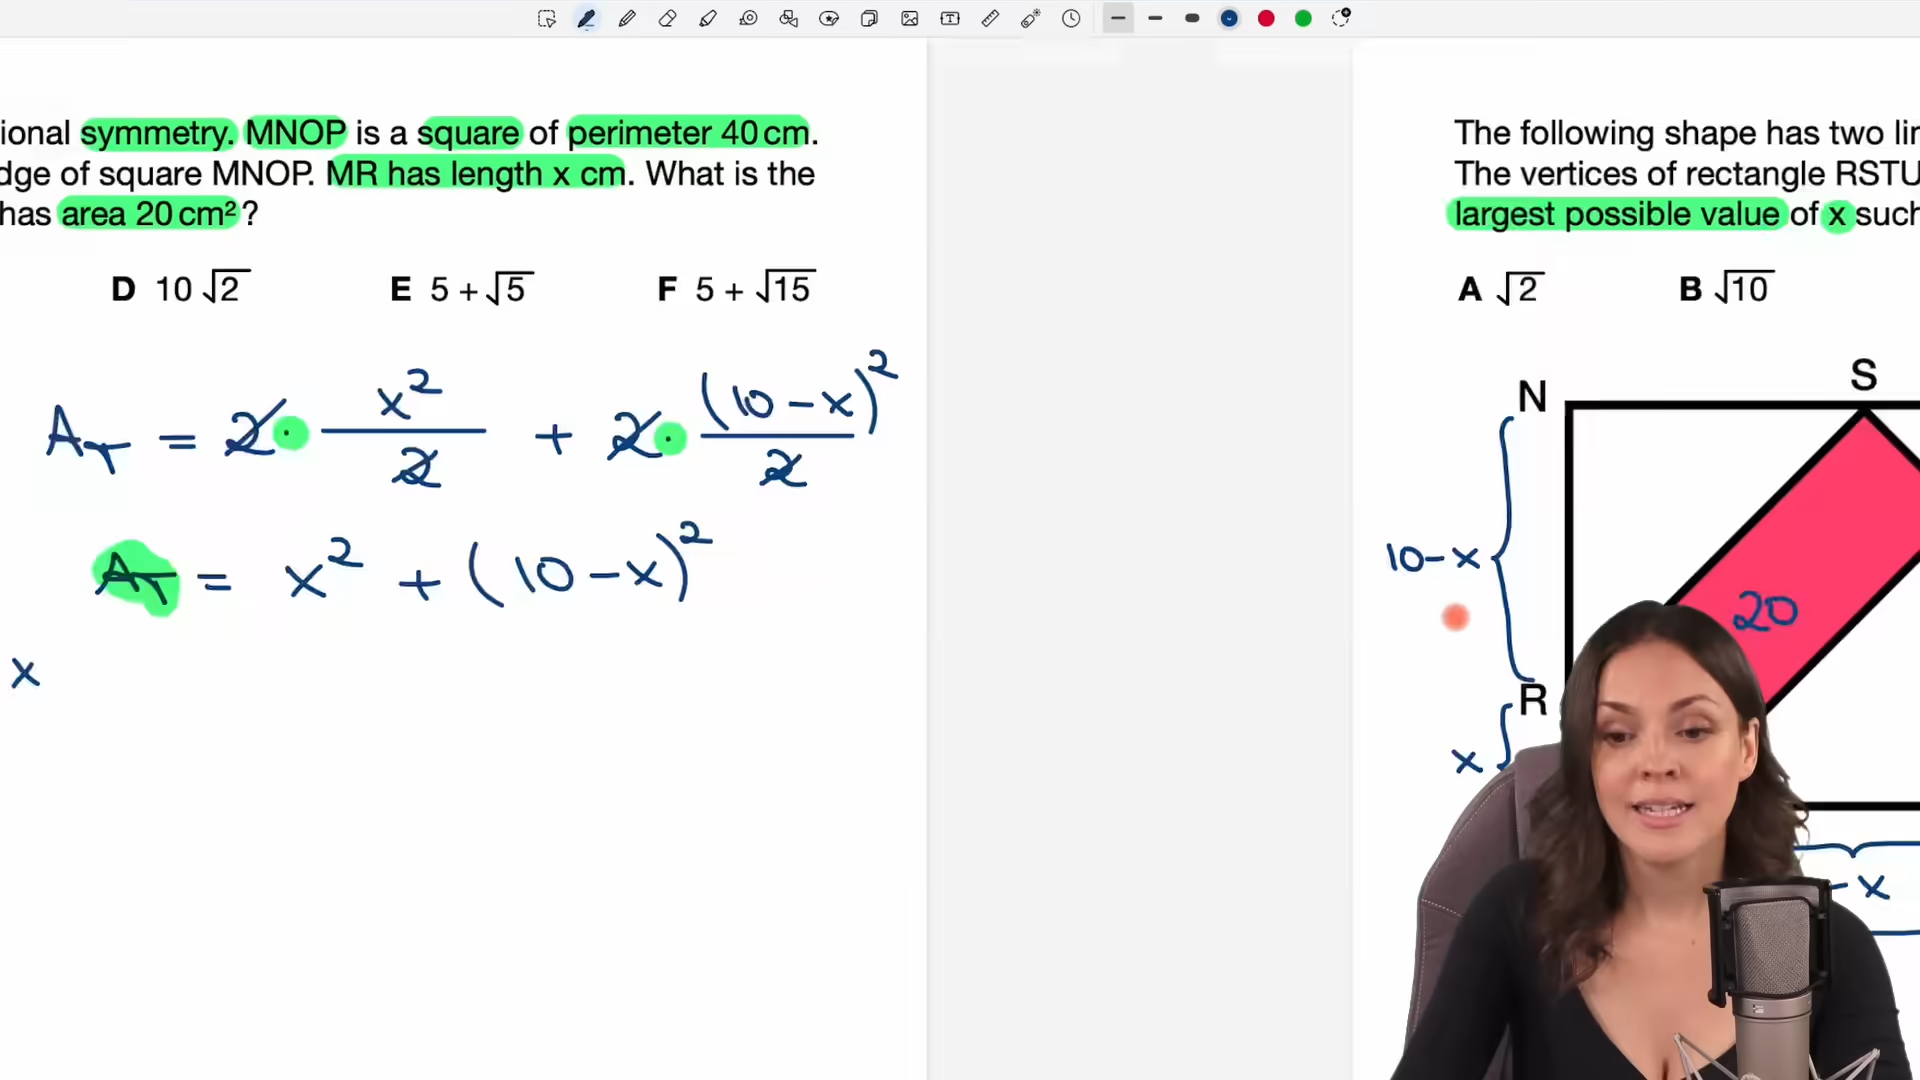 ional symmetry. MNOP is a square of perimeter 40 cm.
dge of square MNOP. MR has length x cm. What is the
has area 20 cm²?
D 10 √2 E 5 + √5 F 5 + √15
A_T = 2 · x²/2 + 2 · (10 – x)²/2
A_T = x² + (10 – x)²
x
The following shape has two lin
The vertices of rectangle RSTU
largest possible value of x such
A √2 B √10
S
N
10 – x
20
R
x
– x